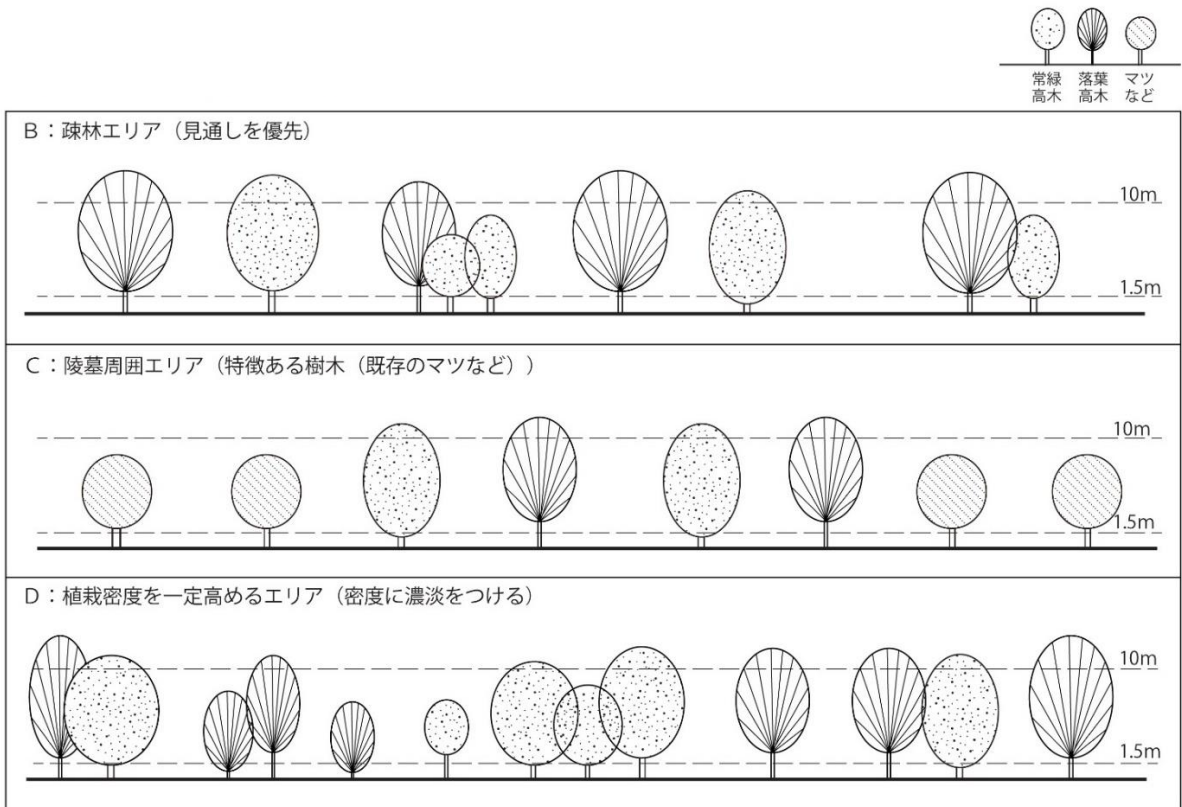 常緑 落葉 マツ
高木 高木 など
B：疎林エリア（見通しを優先）
10m
1.5m
C：陵墓周囲エリア（特徴ある樹木（既存のマツなど））
10m
1.5m
D：植栽密度を一定高めるエリア（密度に濃淡をつける）
10m
1.5m